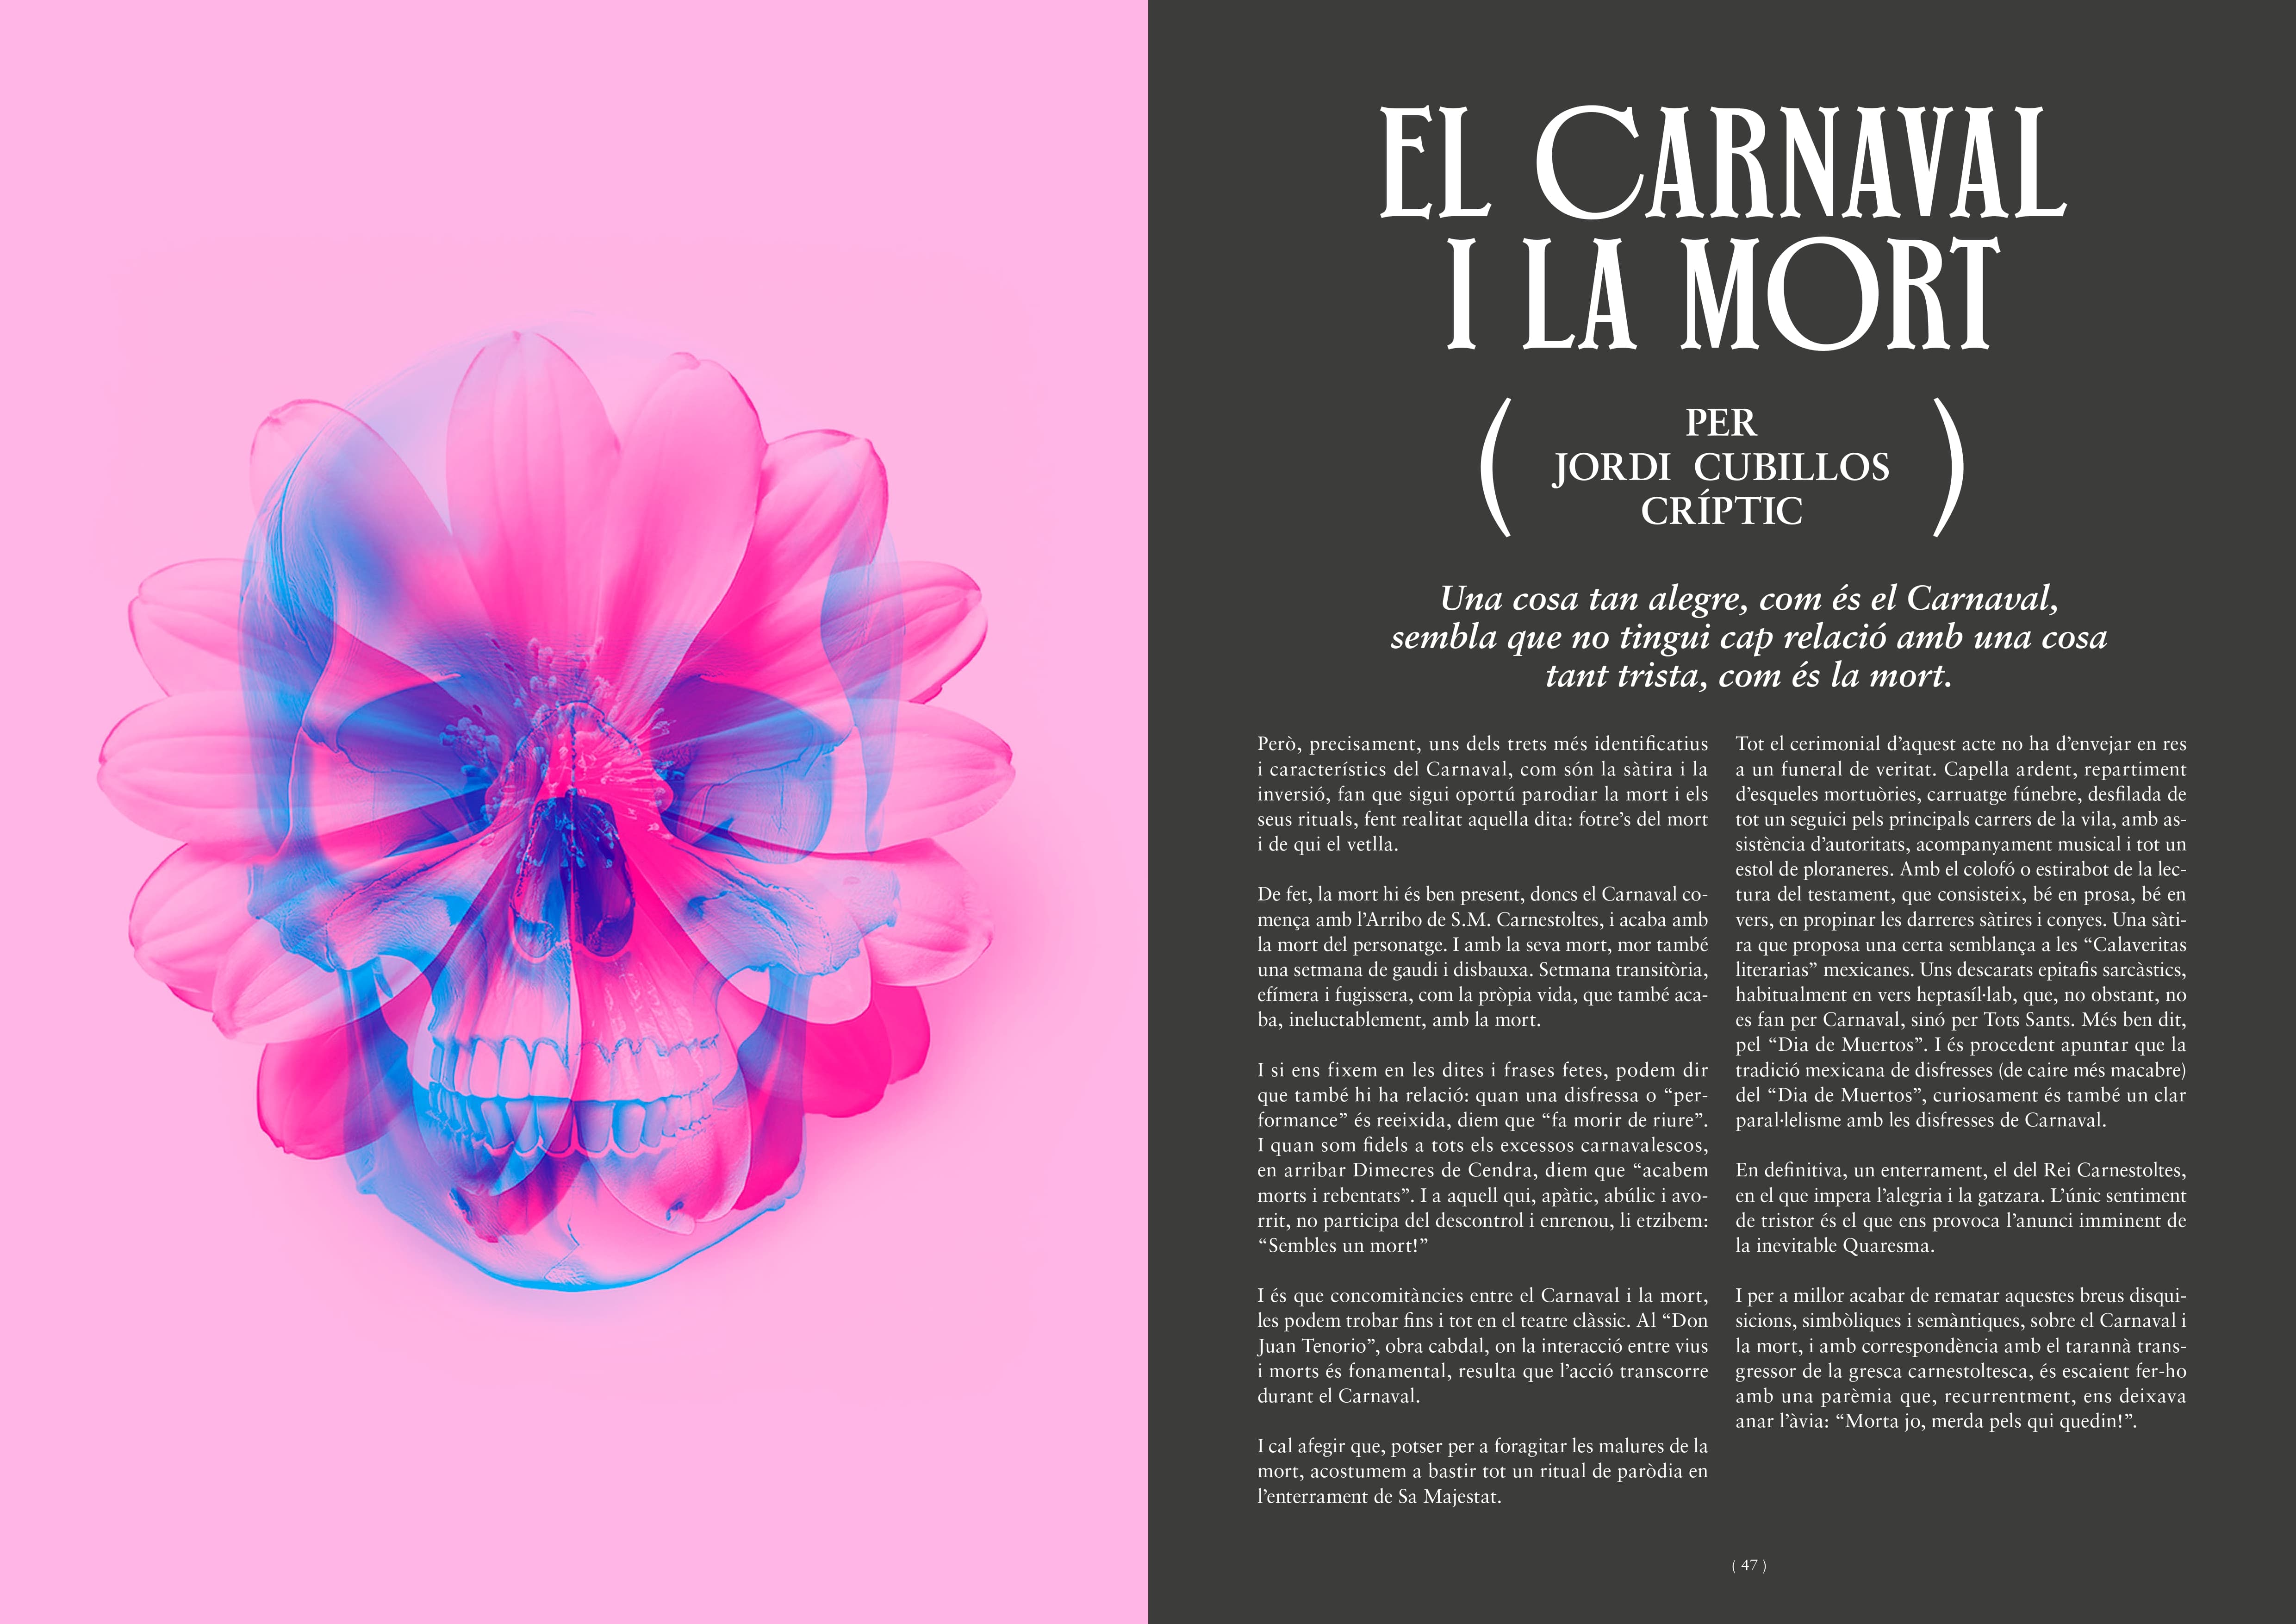 EL CARNAVAL
I LA MORT
( PER
JORDI CUBILLOS
CRÍPTIC )
Una cosa tan alegre, com és el Carnaval,
sembla que no tingui cap relació amb una cosa
tant trista, com és la mort.
Però, precisament, uns dels trets més identificatius
i característics del Carnaval, com són la sàtira i la
inversió, fan que sigui oportú parodiar la mort i els
seus rituals, fent realitat aquella dita: fotre’s del mort
i de qui el vetlla.
De fet, la mort hi és ben present, doncs el Carnaval co-
mença amb l’Arribo de S.M. Carnestoltes, i acaba amb
la mort del personatge. I amb la seva mort, mor també
una setmana de gaudi i disbauxa. Setmana transitòria,
efímera i fugissera, com la pròpia vida, que també aca-
ba, ineluctablement, amb la mort.
I si ens fixem en les dites i frases fetes, podem dir
que també hi ha relació: quan una disfressa o “per-
formance” és reeixida, diem que “fa morir de riure”.
I quan som fidels a tots els excessos carnavalescos,
en arribar Dimecres de Cendra, diem que “acabem
morts i rebentats”. I a aquell qui, apàtic, abúlic i avo-
rrit, no participa del descontrol i enrenou, li etzibem:
“Sembles un mort!”
I és que concomitàncies entre el Carnaval i la mort,
les podem trobar fins i tot en el teatre clàssic. Al “Don
Juan Tenorio”, obra cabdal, on la interacció entre vius
i morts és fonamental, resulta que l’acció transcorre
durant el Carnaval.
I cal afegir que, potser per a foragitar les malures de la
mort, acostumem a bastir tot un ritual de paròdia en
l’enterrament de Sa Majestat.
Tot el cerimonial d’aquest acte no ha d’envejar en res
a un funeral de veritat. Capella ardent, repartiment
d’esqueles mortuòries, carruatge fúnebre, desfilada de
tot un seguici pels principals carrers de la vila, amb as-
sistència d’autoritats, acompanyament musical i tot un
estol de ploraneres. Amb el colofó o estirabot de la lec-
tura del testament, que consisteix, bé en prosa, bé en
vers, en propinar les darreres sàtires i conyes. Una sàti-
ra que proposa una certa semblança a les “Calaveritas
literarias” mexicanes. Uns descarats epitafis sarcàstics,
habitualment en vers heptasíl·lab, que, no obstant, no
es fan per Carnaval, sinó per Tots Sants. Més ben dit,
pel “Dia de Muertos”. I és procedent apuntar que la
tradició mexicana de disfresses (de caire més macabre)
del “Dia de Muertos”, curiosament és també un clar
paral·lelisme amb les disfresses de Carnaval.
En definitiva, un enterrament, el del Rei Carnestoltes,
en el que impera l’alegria i la gatzara. L’únic sentiment
de tristor és el que ens provoca l’anunci imminent de
la inevitable Quaresma.
I per a millor acabar de rematar aquestes breus disqui-
sicions, simbòliques i semàntiques, sobre el Carnaval i
la mort, i amb correspondència amb el tarannà trans-
gressor de la gresca carnestoltesca, és escaient fer-ho
amb una parèmia que, recurrentment, ens deixava
anar l’àvia: “Morta jo, merda pels qui quedin!”.
( 47 )